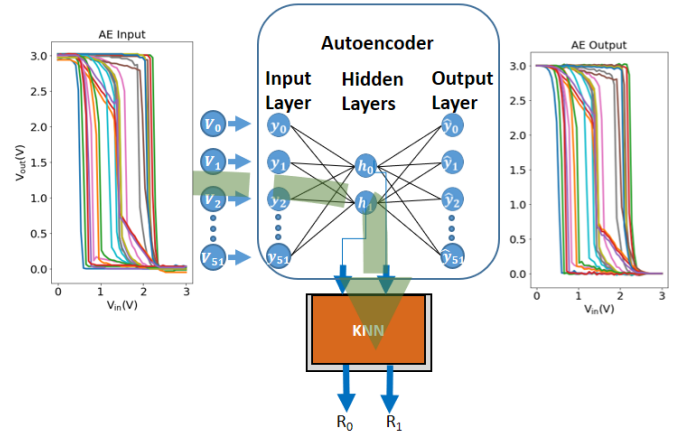 AE Input
3.0
2.5
2.0
1.5
1.0
0.5
0.0
V_out(V)
0 1 2 3
V_in(V)
Autoencoder
Input Layer
Hidden Layers
Output Layer
V_0 y_0 ŷ_0
V_1 y_1 h_0 ŷ_1
V_2 y_2 h_1 ŷ_2
V_51 y_51 ŷ_51
KNN
R_0 R_1
AE Output
3.0
2.5
2.0
1.5
1.0
0.5
0.0
0 1 2 3
V_in(V)